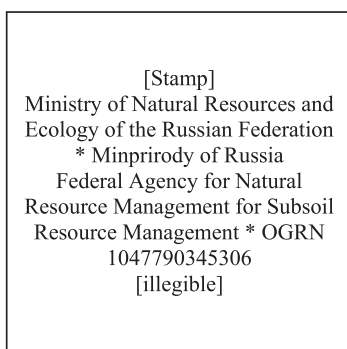 [Stamp]
Ministry of Natural Resources and
Ecology of the Russian Federation
* Minprirody of Russia
Federal Agency for Natural
Resource Management for Subsoil
Resource Management * OGRN
1047790345306
[illegible]